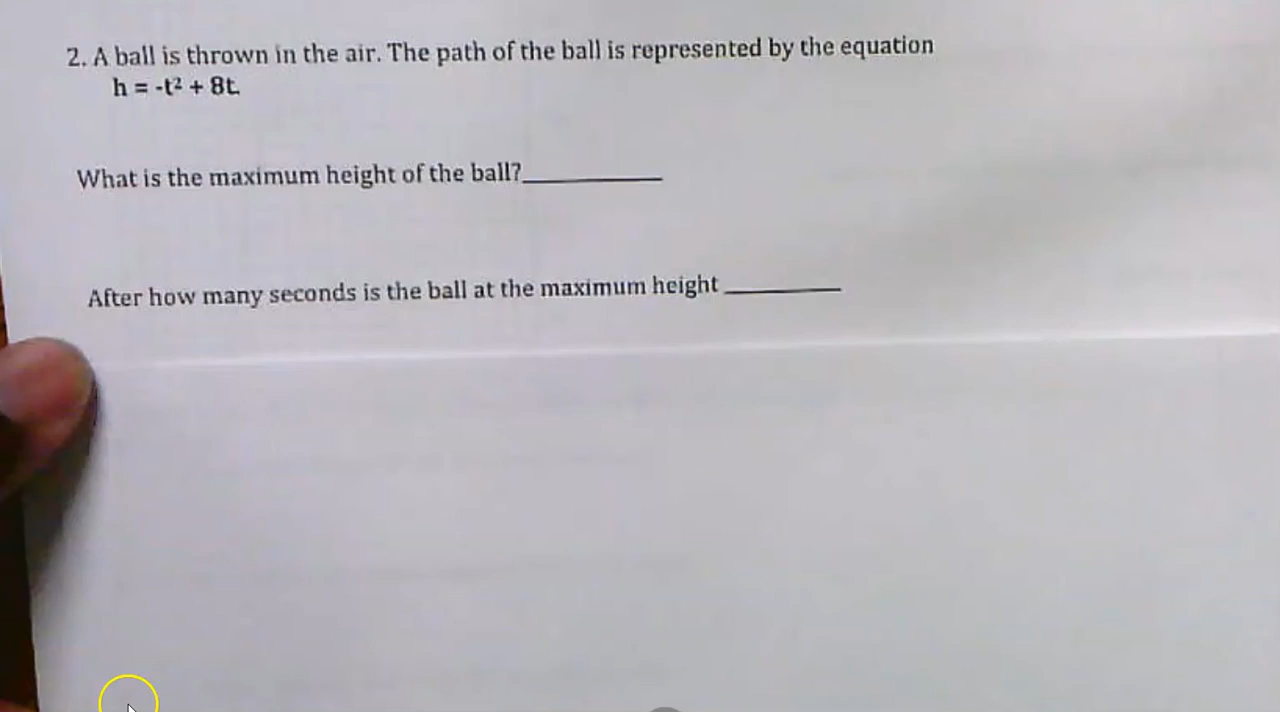 2. A ball is thrown in the air. The path of the ball is represented by the equation
h = -t² + 8t.
What is the maximum height of the ball?__________
After how many seconds is the ball at the maximum height __________